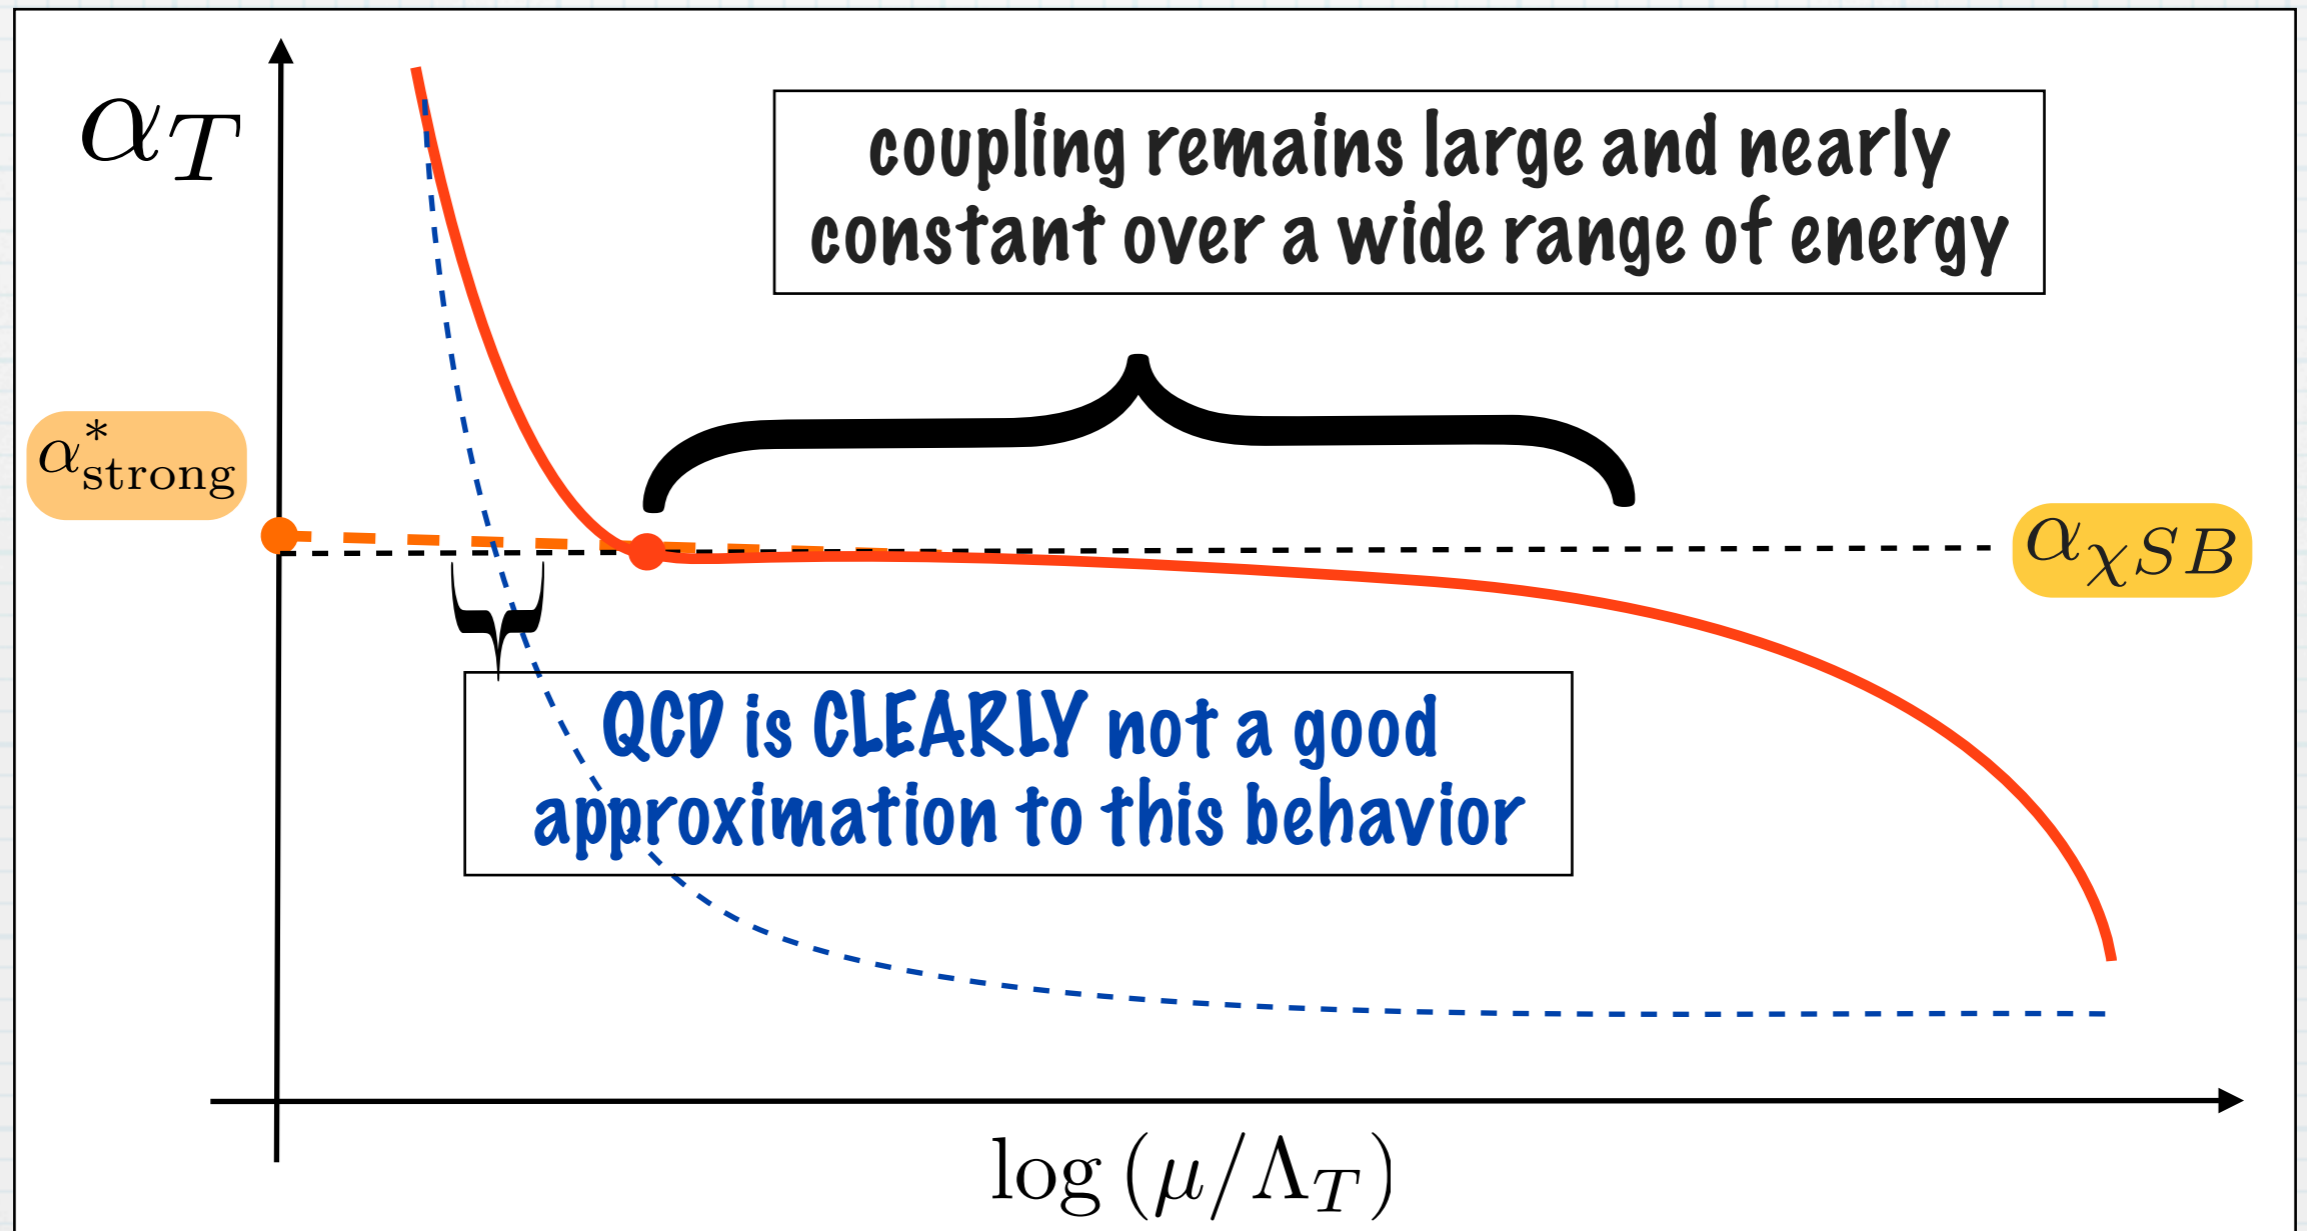 α_T
coupling remains large and nearly
constant over a wide range of energy
α*_strong
α_χSB
QCD is CLEARLY not a good
approximation to this behavior
log (μ/Λ_T)